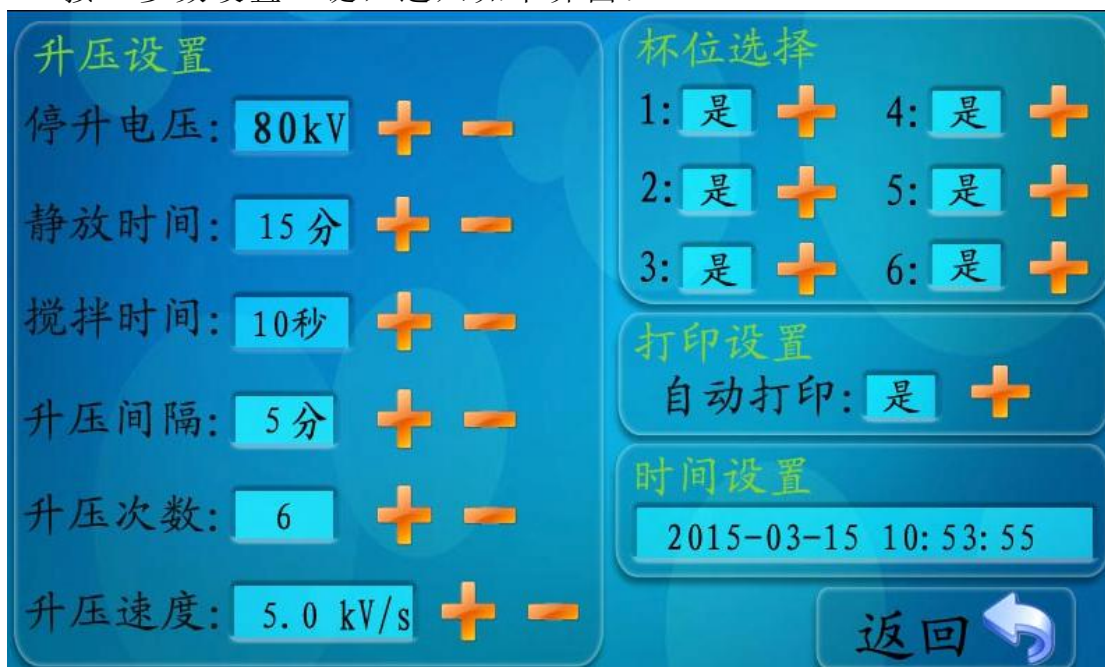 升压设置
停升电压: 80kV
静放时间: 15分
搅拌时间: 10秒
升压间隔: 5分
升压次数: 6
升压速度: 5.0 kV/s
杯位选择
1: 是 4: 是
2: 是 5: 是
3: 是 6: 是
打印设置
自动打印: 是
时间设置
2015-03-15 10:53:55
返回